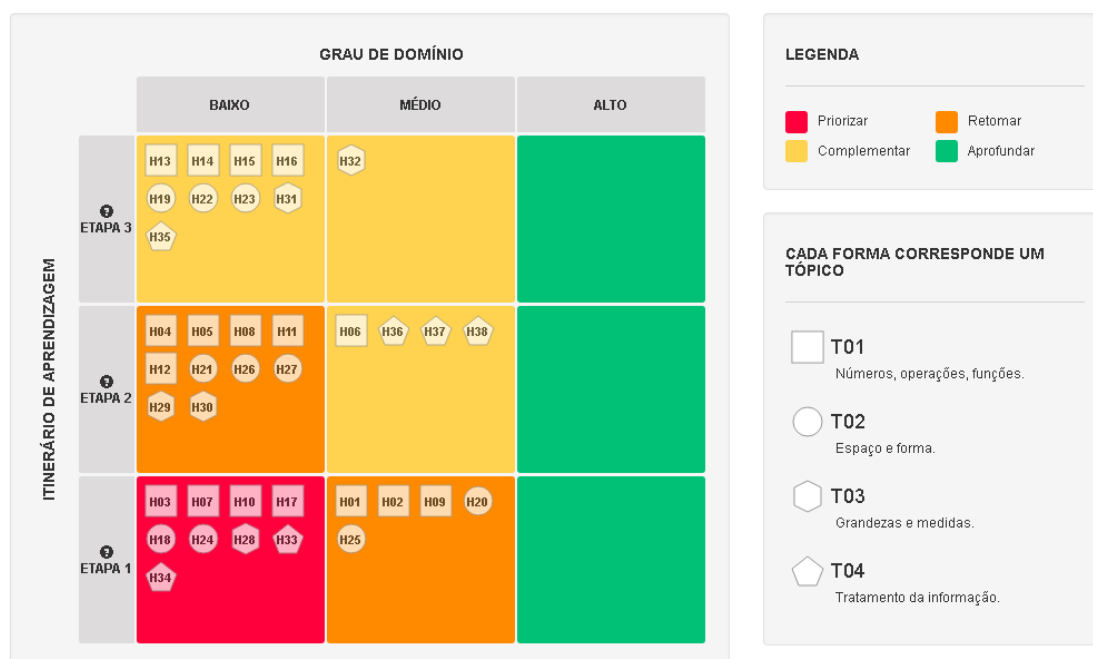 GRAU DE DOMÍNIO
BAIXO MÉDIO ALTO
ITINERÁRIO DE APRENDIZAGEM
ETAPA 3
H13 H14 H15 H16
H19 H22 H23 H31
H35
H32
ETAPA 2
H04 H05 H08 H11
H12 H21 H26 H27
H29 H30
H06 H36 H37 H38
ETAPA 1
H03 H07 H10 H17
H18 H24 H28 H33
H34
H01 H02 H09 H20
H25
LEGENDA
Priorizar Retomar
Complementar Aprofundar
CADA FORMA CORRESPONDE UM
TÓPICO
T01
Números, operações, funções.
T02
Espaço e forma.
T03
Grandezas e medidas.
T04
Tratamento da informação.